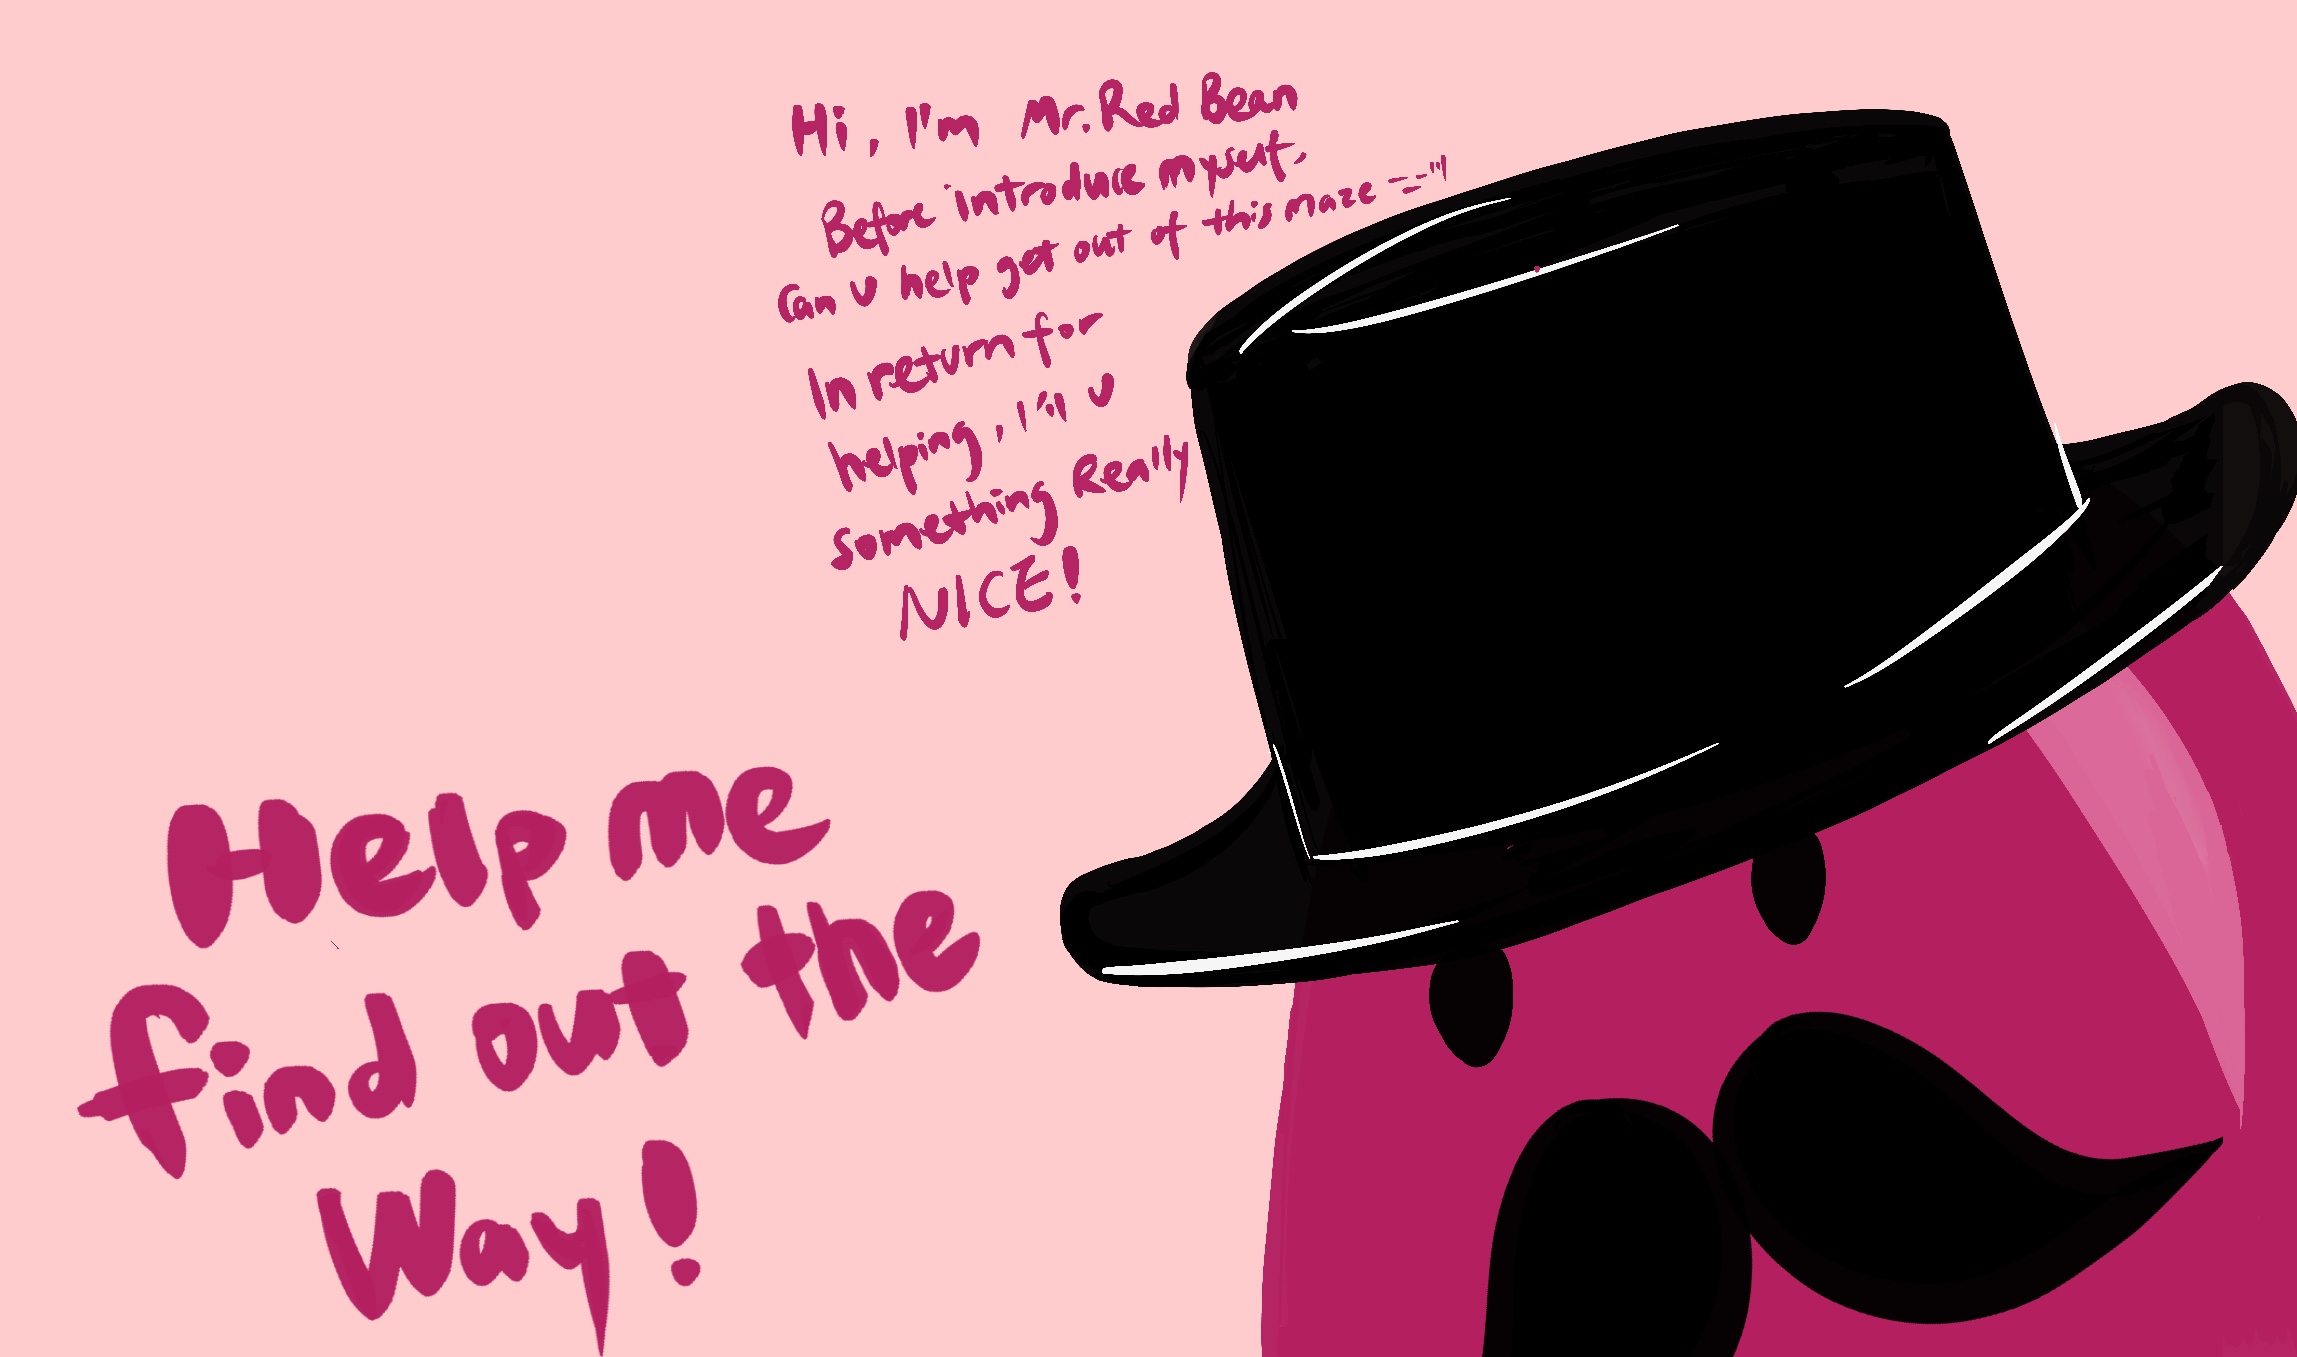 Hi, I'm Mr. Red Bean
Before introduce myself,
Can U help get out of this maze =="
In return for
helping, I'll U
something Really
NICE!
Help me
find out the
Way!